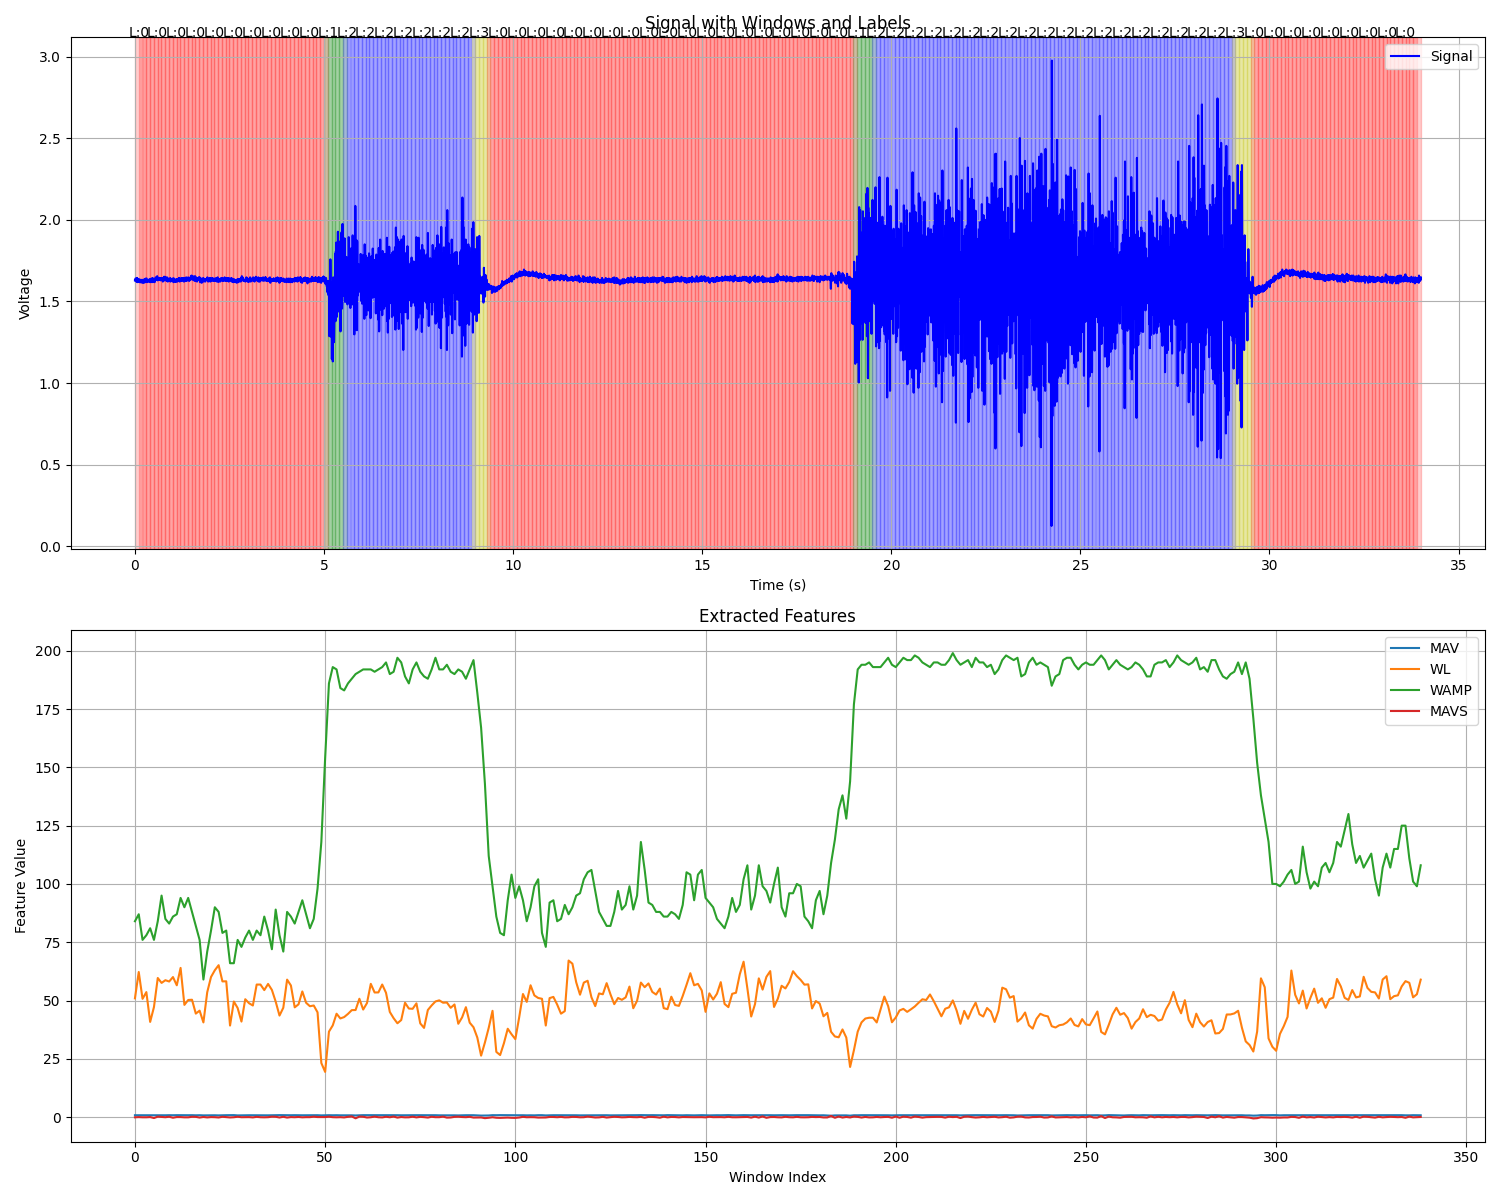 Signal with Windows and Labels
3.0
2.5
2.0
1.5
1.0
0.5
0.0
Voltage
Signal
0 5 10 15 20 25 30 35
Time (s)
Extracted Features
200
175
150
125
100
75
50
25
0
Feature Value
MAV
WL
WAMP
MAVS
0 50 100 150 200 250 300 350
Window Index